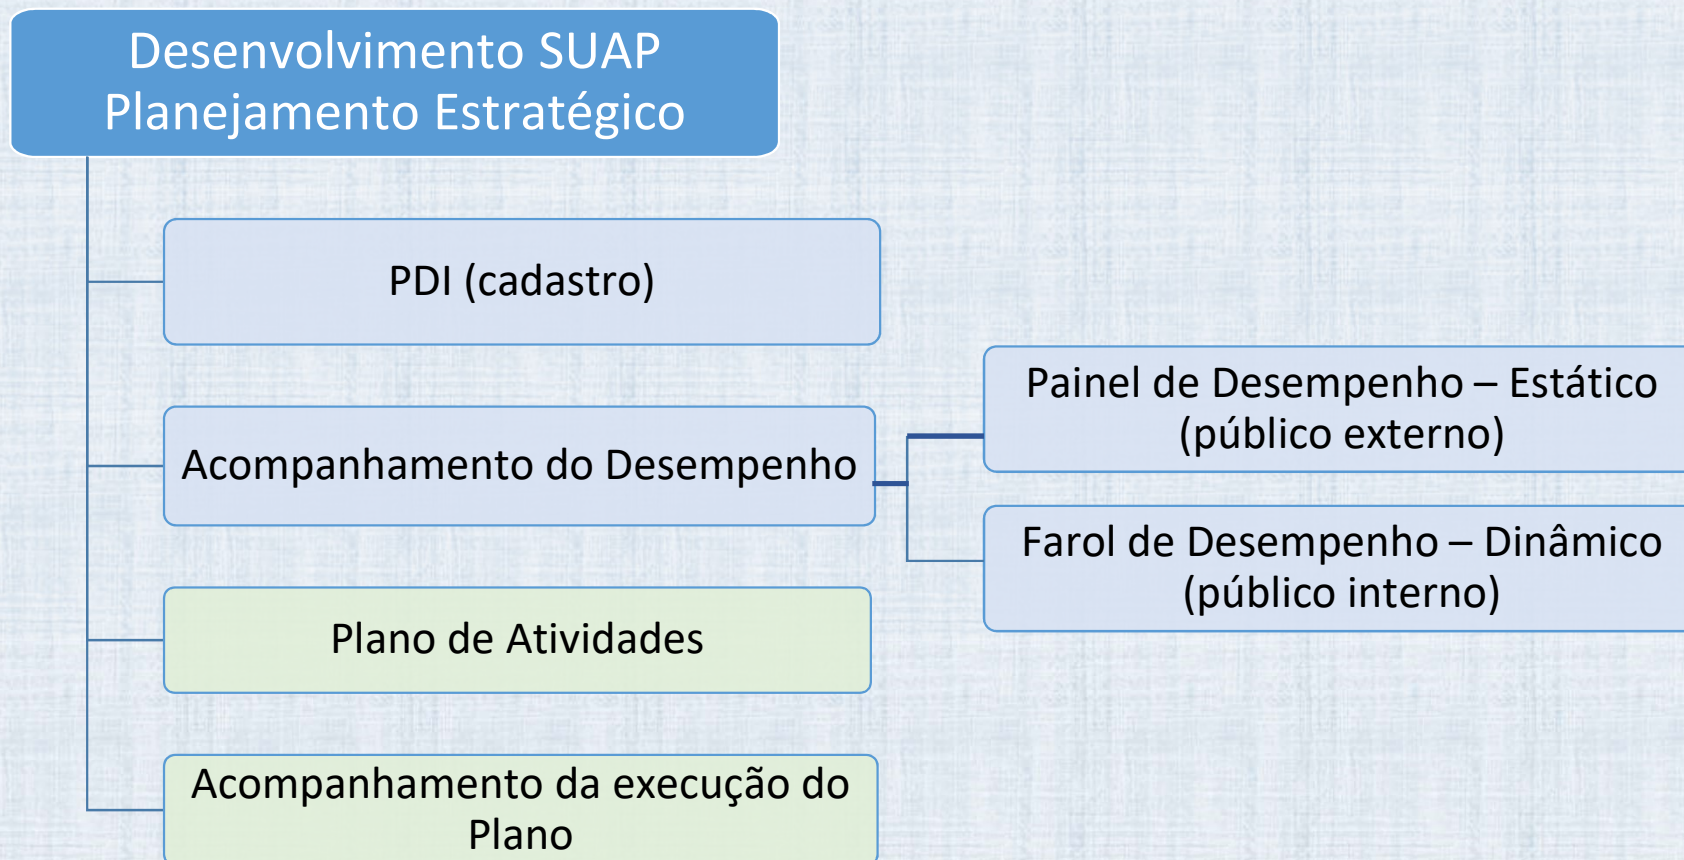 Desenvolvimento SUAP
Planejamento Estratégico
PDI (cadastro)
Acompanhamento do Desempenho
Painel de Desempenho – Estático
(público externo)
Farol de Desempenho – Dinâmico
(público interno)
Plano de Atividades
Acompanhamento da execução do
Plano